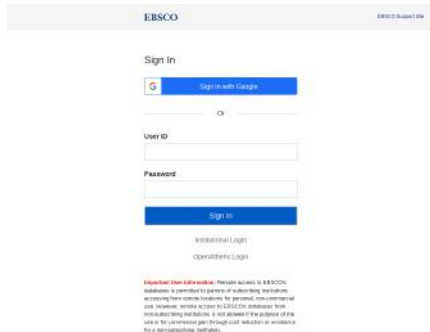 EBSCO
EBSCO Support Site
Sign In
Sign in with Google
Or
User ID
Password
Sign In
Institutional Login
OpenAthens Login
Important User Information: Remote access to EBSCO's
databases is permitted to patrons of subscribing institutions
accessing from remote locations for personal, non-commercial
use. However, remote access to EBSCO's databases from
non-subscribing institutions is not allowed if the purpose of the
use is for commercial gain through cost reduction or avoidance
for a non-subscribing institution.